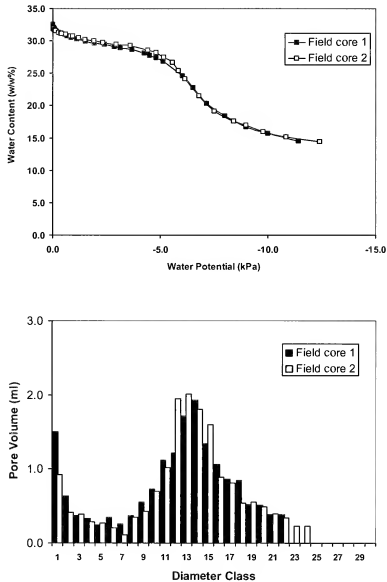 35.0
30.0
25.0
20.0
15.0
10.0
5.0
0.0
Water Content (w/w%)
Field core 1
Field core 2
0.0 -5.0 -10.0 -15.0
Water Potential (kPa)
3.0
2.0
1.0
0.0
Pore Volume (ml)
Field core 1
Field core 2
1 3 5 7 9 11 13 15 17 19 21 23 25 27 29
Diameter Class